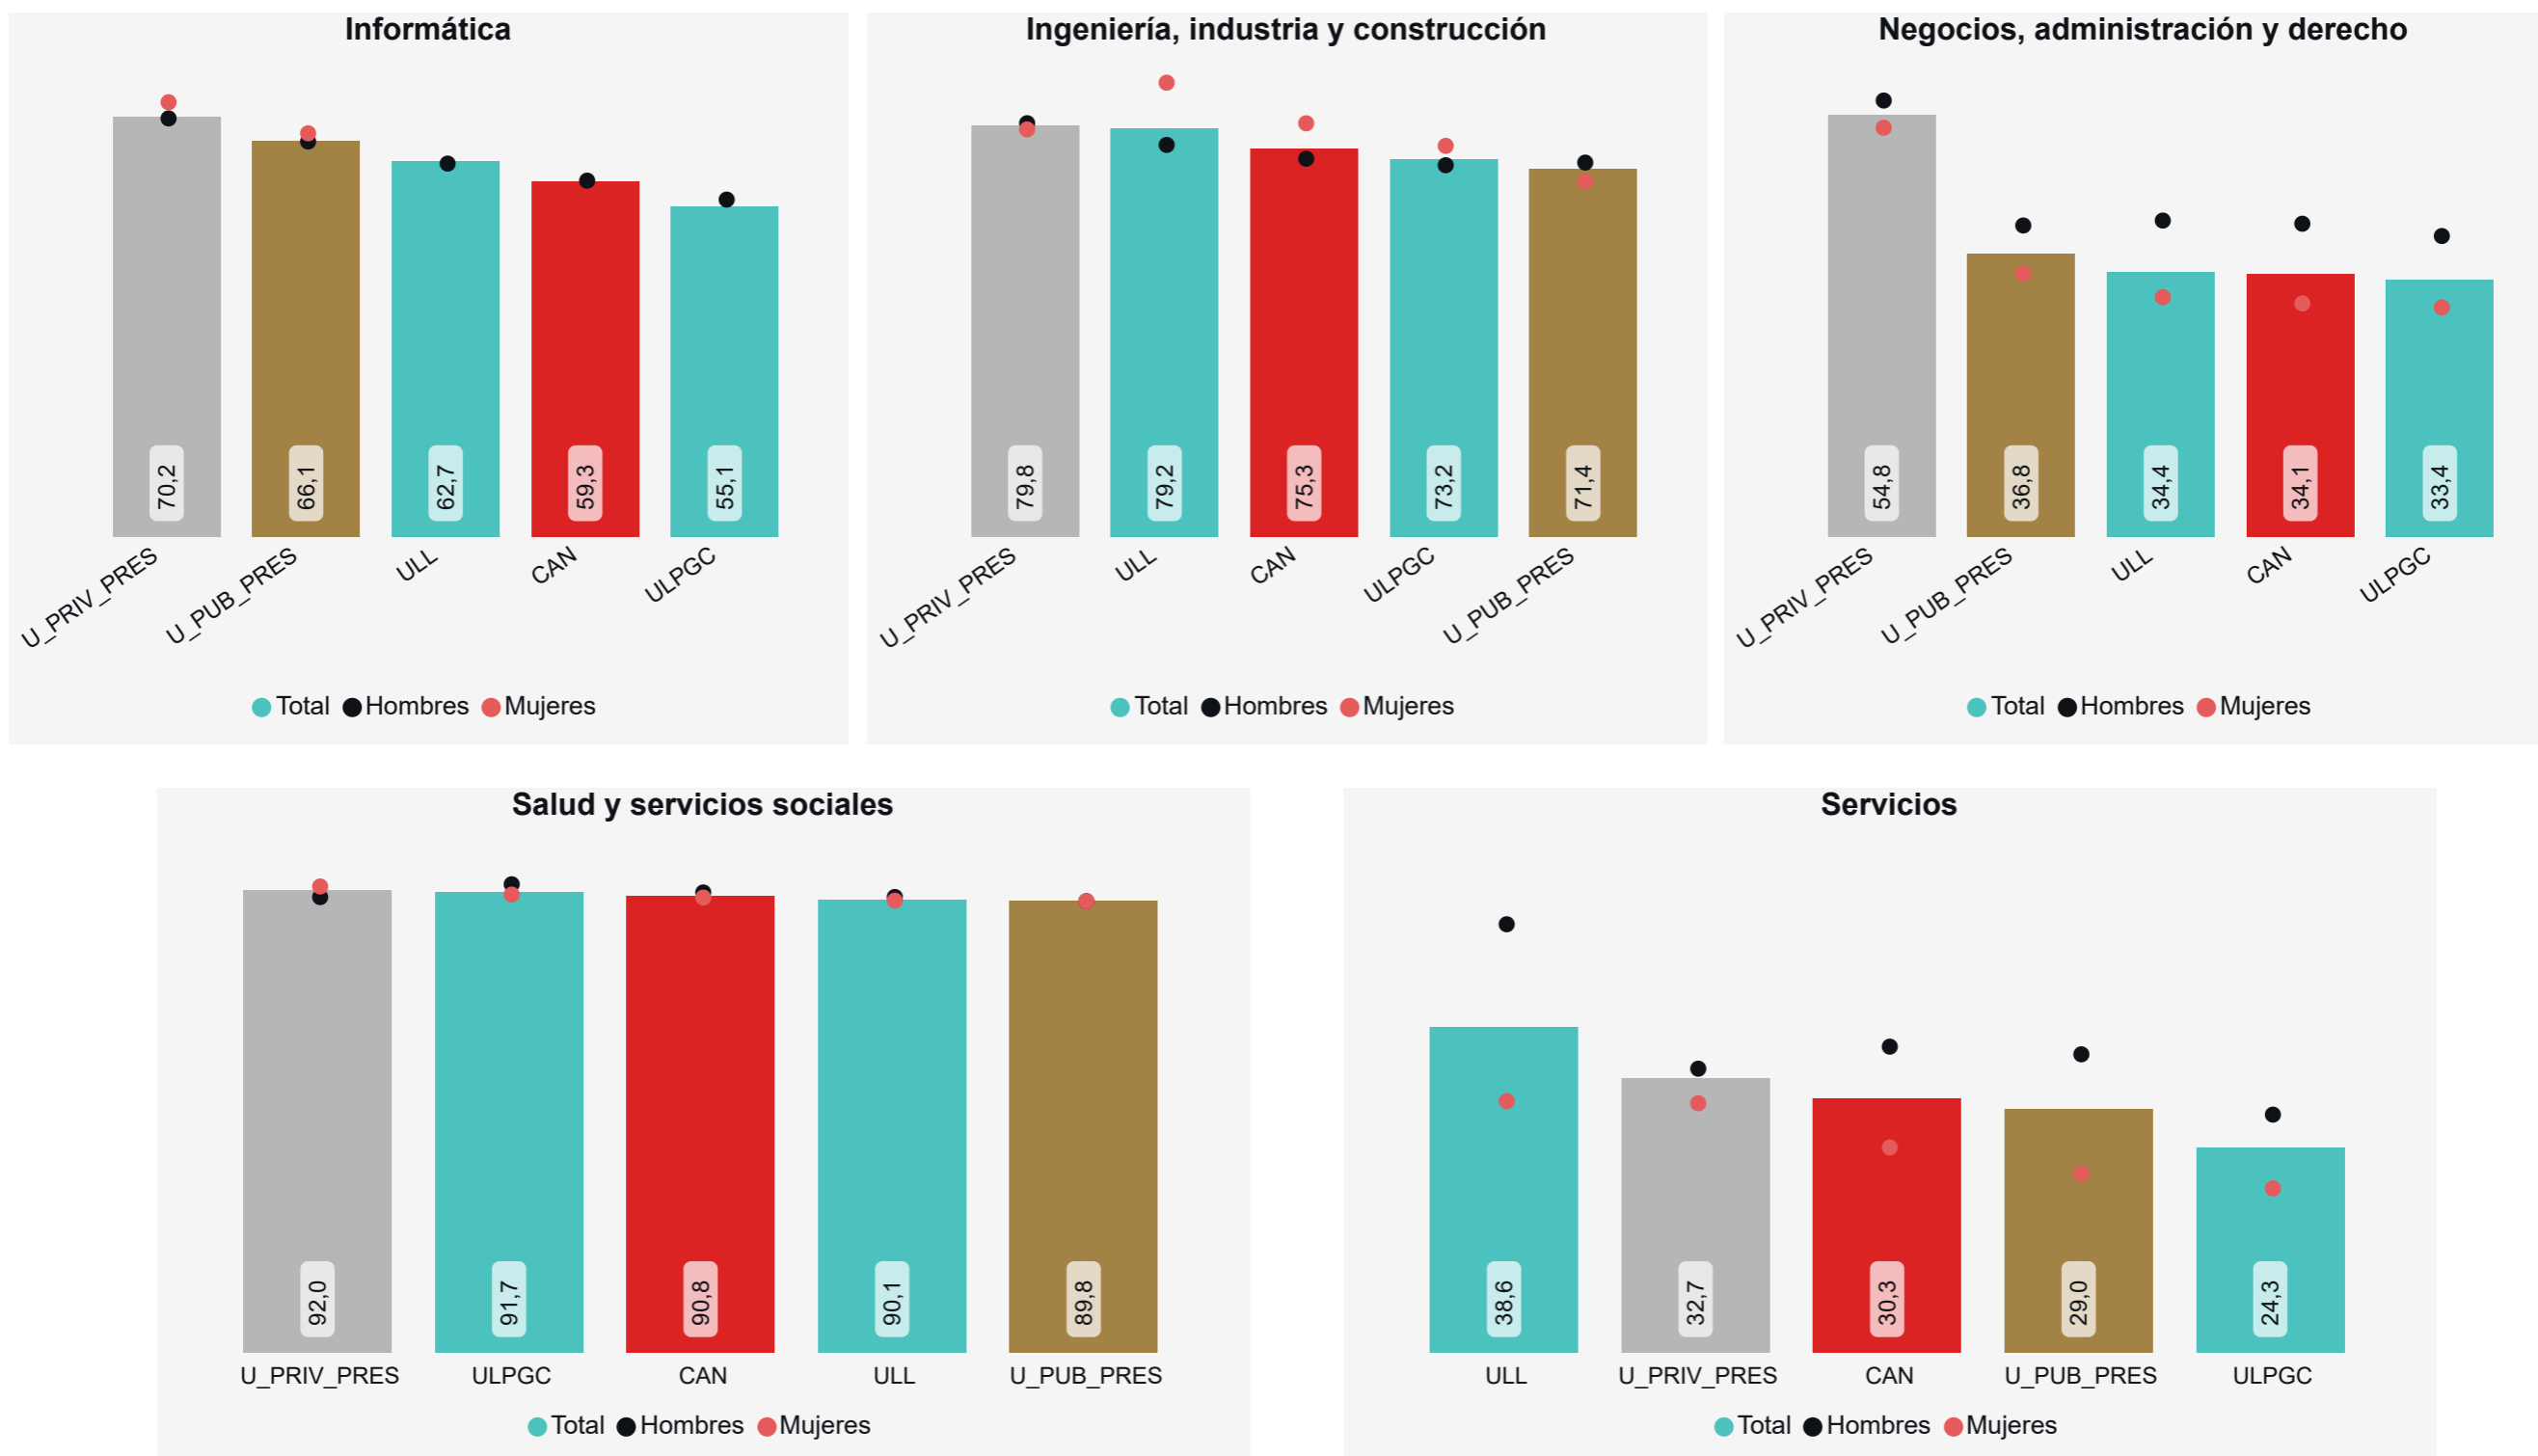 Informática
70,2
66,1
62,7
59,3
55,1
U_PRIV_PRES
U_PUB_PRES
ULL
CAN
ULPGC
Total Hombres Mujeres
Ingeniería, industria y construcción
79,8
79,2
75,3
73,2
71,4
U_PRIV_PRES
ULL
CAN
ULPGC
U_PUB_PRES
Total Hombres Mujeres
Negocios, administración y derecho
54,8
36,8
34,4
34,1
33,4
U_PRIV_PRES
U_PUB_PRES
ULL
CAN
ULPGC
Total Hombres Mujeres
Salud y servicios sociales
92,0
91,7
90,8
90,1
89,8
U_PRIV_PRES
ULPGC
CAN
ULL
U_PUB_PRES
Total Hombres Mujeres
Servicios
38,6
32,7
30,3
29,0
24,3
ULL
U_PRIV_PRES
CAN
U_PUB_PRES
ULPGC
Total Hombres Mujeres